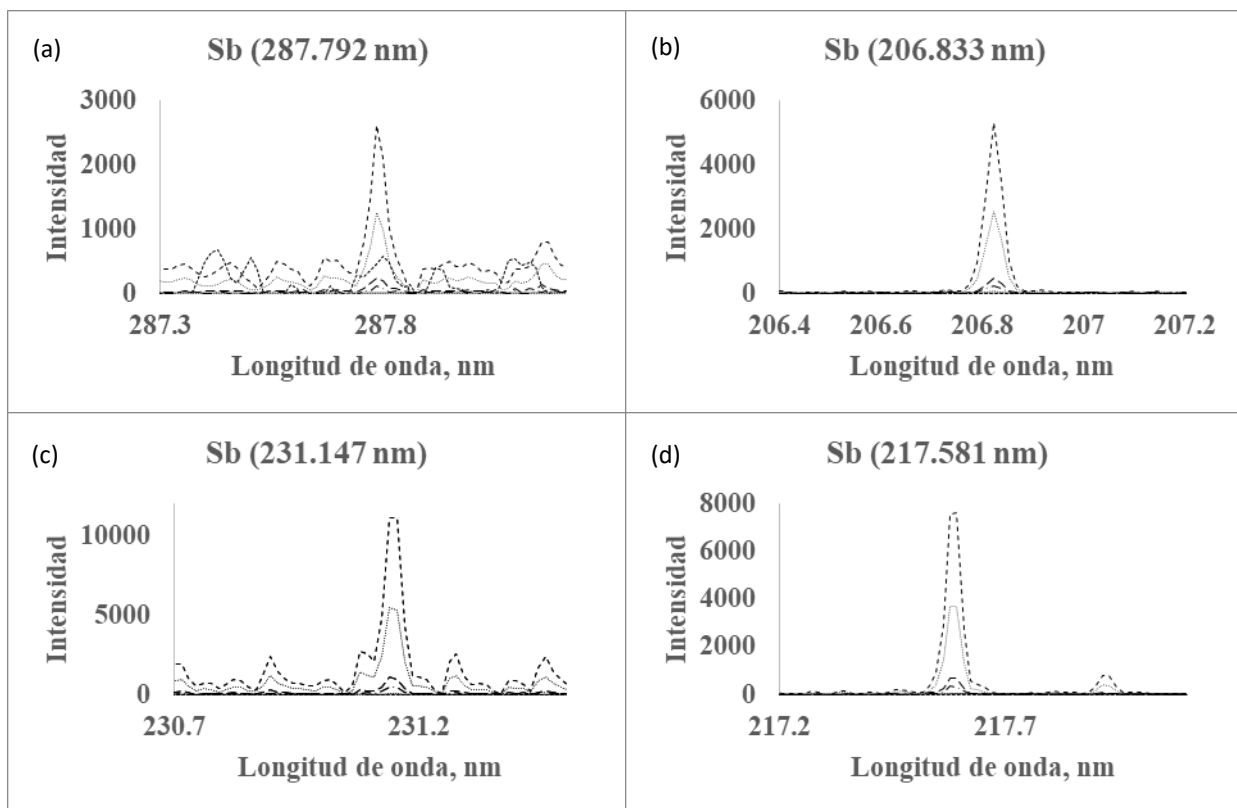 (a)
Sb (287.792 nm)
3000
2000
1000
0
Intensidad
287.3 287.8
Longitud de onda, nm
(b)
Sb (206.833 nm)
6000
4000
2000
0
Intensidad
206.4 206.6 206.8 207 207.2
Longitud de onda, nm
(c)
Sb (231.147 nm)
10000
5000
0
Intensidad
230.7 231.2
Longitud de onda, nm
(d)
Sb (217.581 nm)
8000
6000
4000
2000
0
Intensidad
217.2 217.7
Longitud de onda, nm